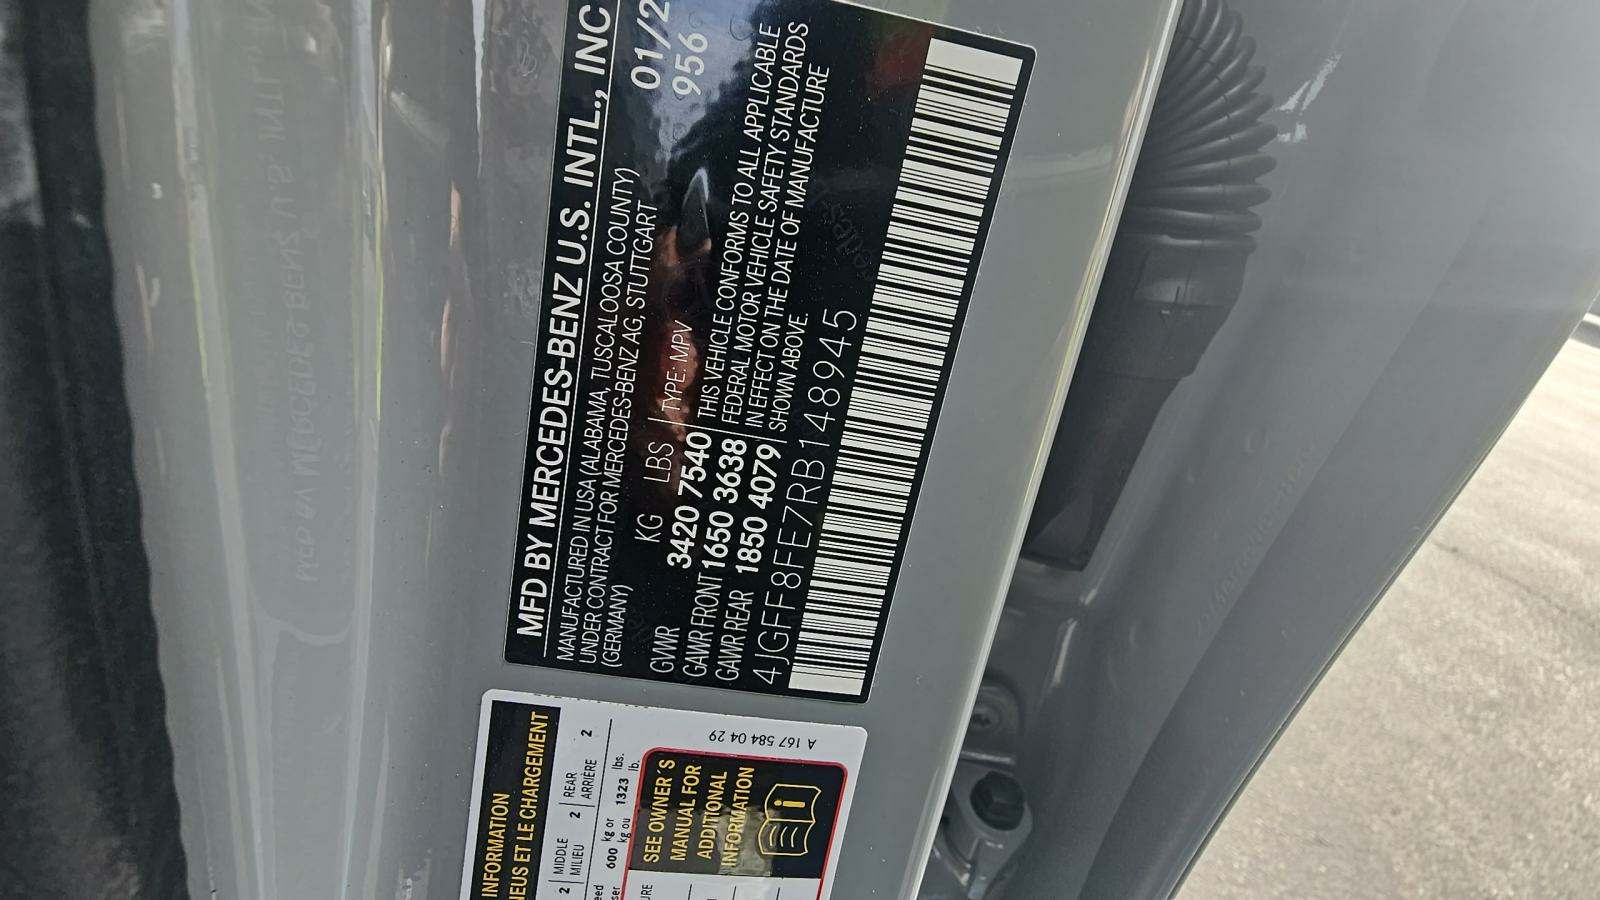 MFD BY MERCEDES-BENZ U.S. INTL., INC
MANUFACTURED IN USA (ALABAMA, TUSCALOOSA COUNTY)
UNDER CONTRACT FOR MERCEDES-BENZ AG, STUTTGART
(GERMANY)
01/2
956
KG LBS TYPE: MPV
GVWR 3420 7540
GAWR FRONT 1650 3638
GAWR REAR 1850 4079
THIS VEHICLE CONFORMS TO ALL APPLICABLE
FEDERAL MOTOR VEHICLE SAFETY STANDARDS
IN EFFECT ON THE DATE OF MANUFACTURE
SHOWN ABOVE.
4JGFF8FE7RB148945
INFORMATION
NEUS ET LE CHARGEMENT
2 MIDDLE 2 REAR 2
MILIEU ARRIÈRE
600 kg or 1323 lbs.
kg ou lb.
SEE OWNER'S
MANUAL FOR
ADDITIONAL
INFORMATION
A 167 584 04 29